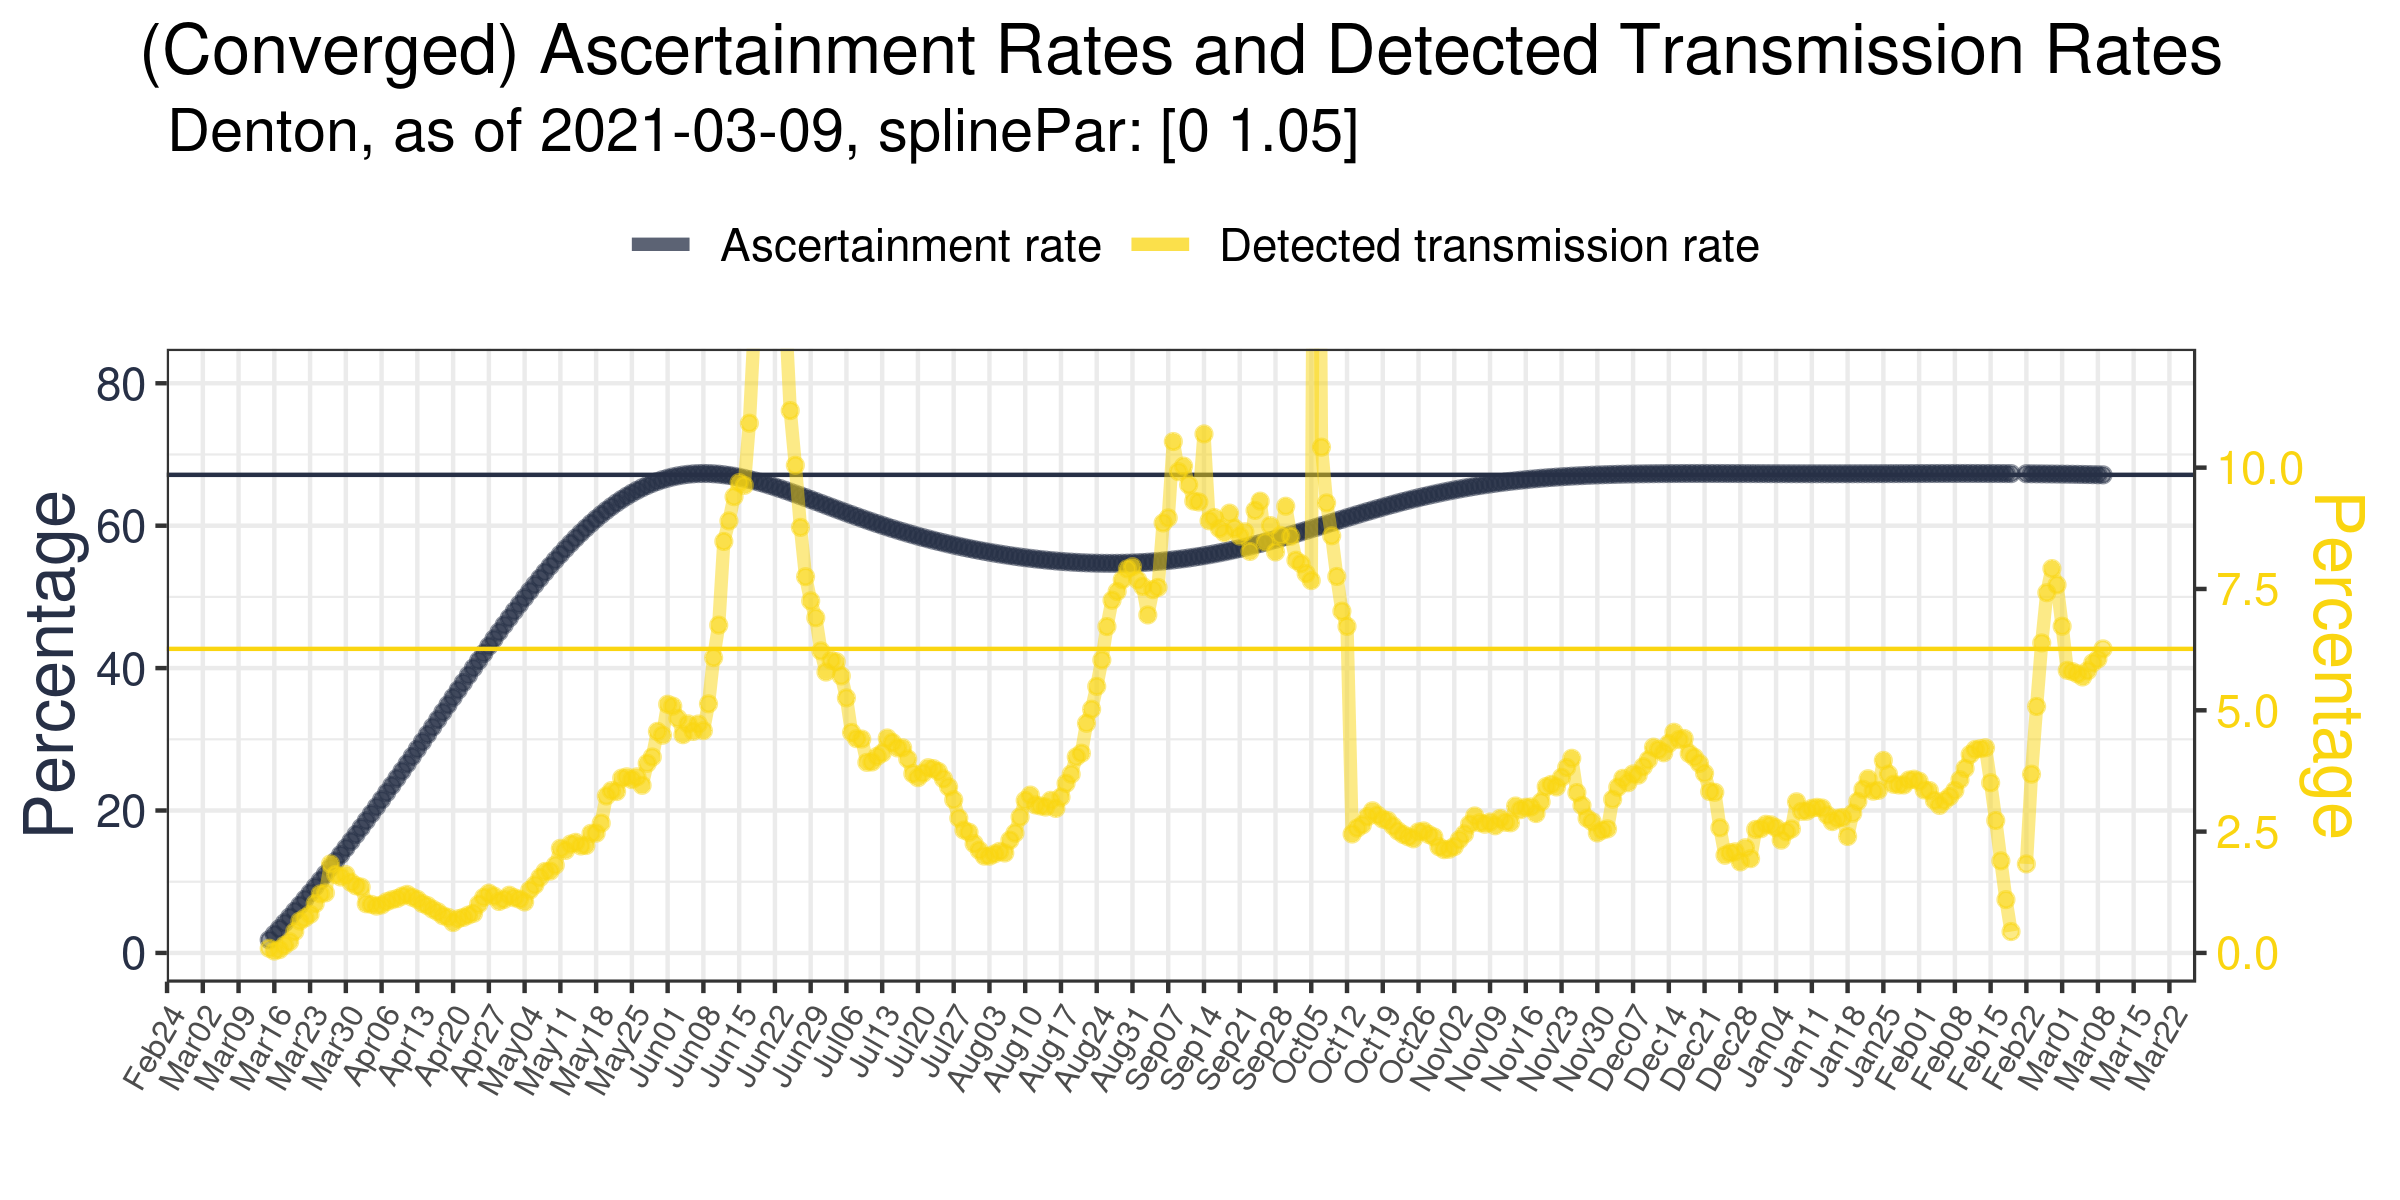 (Converged) Ascertainment Rates and Detected Transmission Rates
Denton, as of 2021-03-09, splinePar: [0 1.05]
Ascertainment rate
Detected transmission rate
Percentage
80
60
40
20
0
10.0
7.5
5.0
2.5
0.0
Percentage
Feb24
Mar02
Mar09
Mar16
Mar23
Mar30
Apr06
Apr13
Apr20
Apr27
May04
May11
May18
May25
Jun01
Jun08
Jun15
Jun22
Jun29
Jul06
Jul13
Jul20
Jul27
Aug03
Aug10
Aug17
Aug24
Aug31
Sep07
Sep14
Sep21
Sep28
Oct05
Oct12
Oct19
Oct26
Nov02
Nov09
Nov16
Nov23
Nov30
Dec07
Dec14
Dec21
Dec28
Jan04
Jan11
Jan18
Jan25
Feb01
Feb08
Feb15
Feb22
Mar01
Mar08
Mar15
Mar22